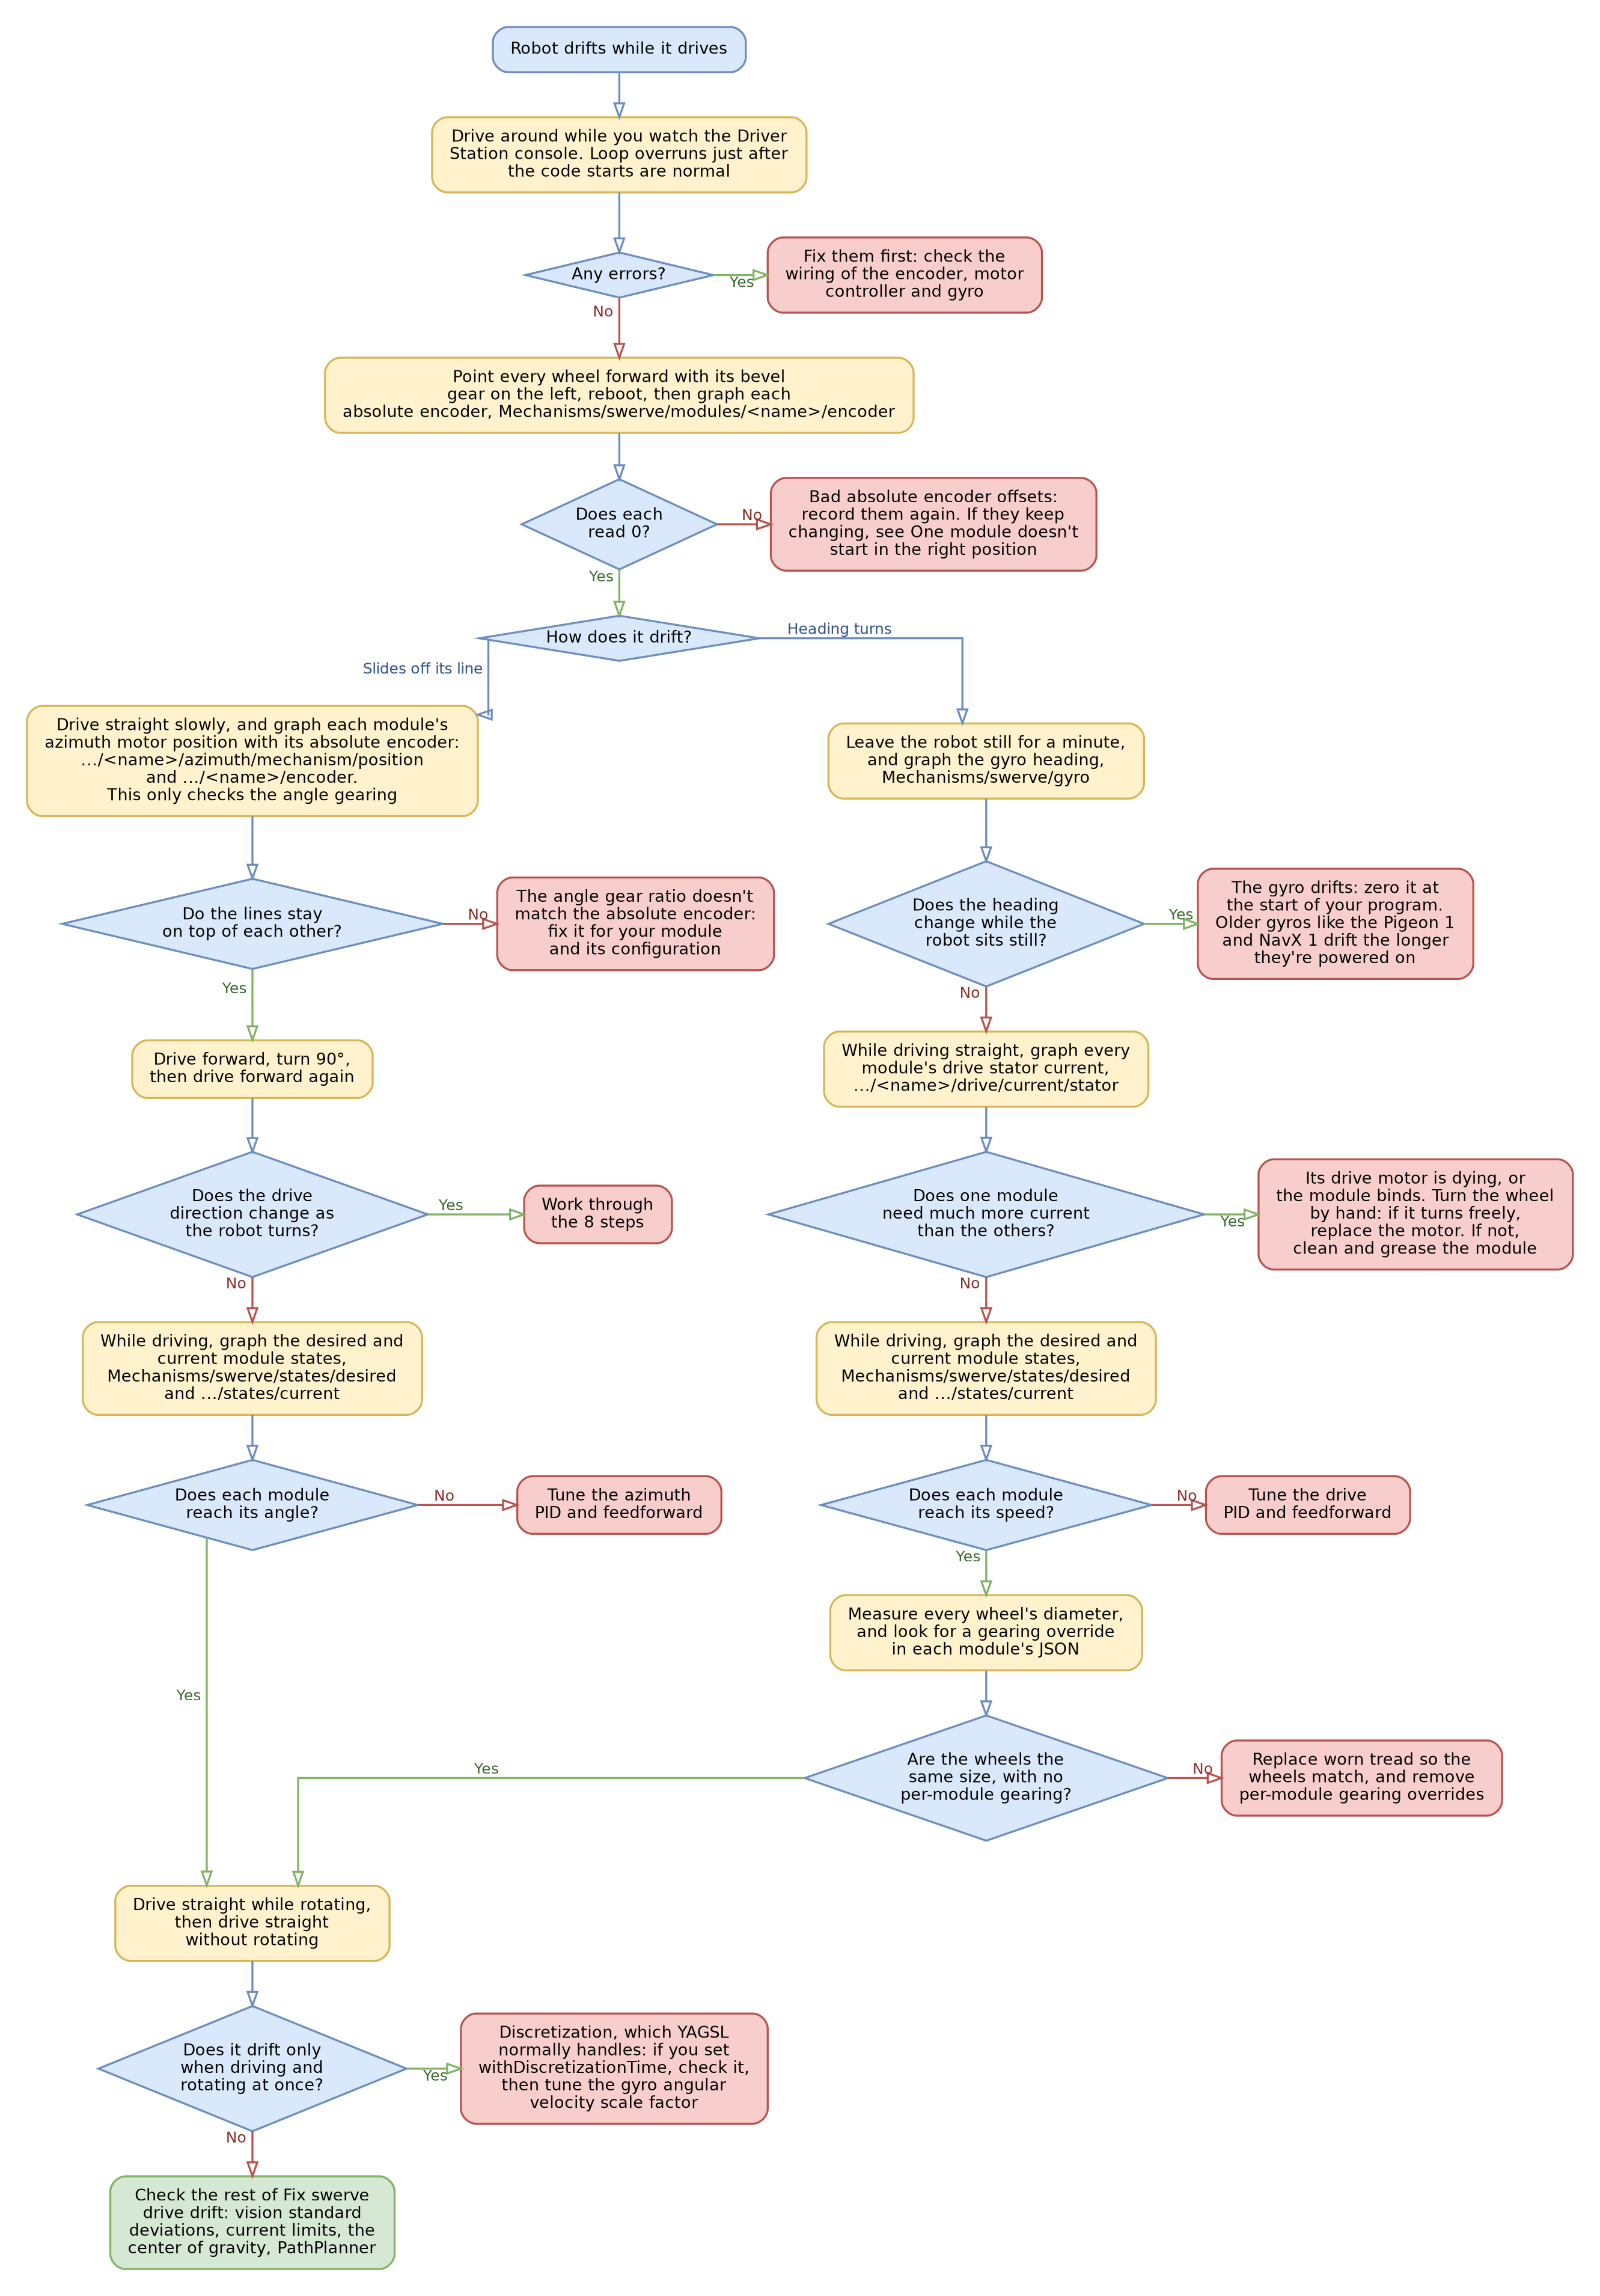 Robot drifts while it drives
Drive around while you watch the Driver
Station console. Loop overruns just after
the code starts are normal
Any errors?
Yes
Fix them first: check the
wiring of the encoder, motor
controller and gyro
No
Point every wheel forward with its bevel
gear on the left, reboot, then graph each
absolute encoder, Mechanisms/swerve/modules/<name>/encoder
Does each
read 0?
No
Bad absolute encoder offsets:
record them again. If they keep
changing, see One module doesn't
start in the right position
Yes
How does it drift?
Heading turns
Slides off its line
Drive straight slowly, and graph each module's
azimuth motor position with its absolute encoder:
…/<name>/azimuth/mechanism/position
and …/<name>/encoder.
This only checks the angle gearing
Leave the robot still for a minute,
and graph the gyro heading,
Mechanisms/swerve/gyro
Do the lines stay
on top of each other?
No
The angle gear ratio doesn't
match the absolute encoder:
fix it for your module
and its configuration
Does the heading
change while the
robot sits still?
Yes
The gyro drifts: zero it at
the start of your program.
Older gyros like the Pigeon 1
and NavX 1 drift the longer
they're powered on
Yes
No
Drive forward, turn 90°,
then drive forward again
While driving straight, graph every
module's drive stator current,
…/<name>/drive/current/stator
Does the drive
direction change as
the robot turns?
Yes
Work through
the 8 steps
Does one module
need much more current
than the others?
Yes
Its drive motor is dying, or
the module binds. Turn the wheel
by hand: if it turns freely,
replace the motor. If not,
clean and grease the module
No
No
While driving, graph the desired and
current module states,
Mechanisms/swerve/states/desired
and …/states/current
While driving, graph the desired and
current module states,
Mechanisms/swerve/states/desired
and …/states/current
Does each module
reach its angle?
No
Tune the azimuth
PID and feedforward
Does each module
reach its speed?
No
Tune the drive
PID and feedforward
Yes
Measure every wheel's diameter,
and look for a gearing override
in each module's JSON
Yes
Are the wheels the
same size, with no
per-module gearing?
No
Replace worn tread so the
wheels match, and remove
per-module gearing overrides
Yes
Drive straight while rotating,
then drive straight
without rotating
Does it drift only
when driving and
rotating at once?
Yes
Discretization, which YAGSL
normally handles: if you set
withDiscretizationTime, check it,
then tune the gyro angular
velocity scale factor
No
Check the rest of Fix swerve
drive drift: vision standard
deviations, current limits, the
center of gravity, PathPlanner